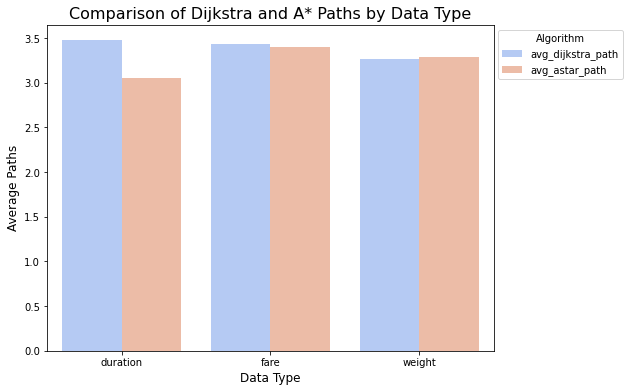 Comparison of Dijkstra and A* Paths by Data Type
Algorithm
avg_dijkstra_path
avg_astar_path
Average Paths
3.5
3.0
2.5
2.0
1.5
1.0
0.5
0.0
duration
fare
weight
Data Type